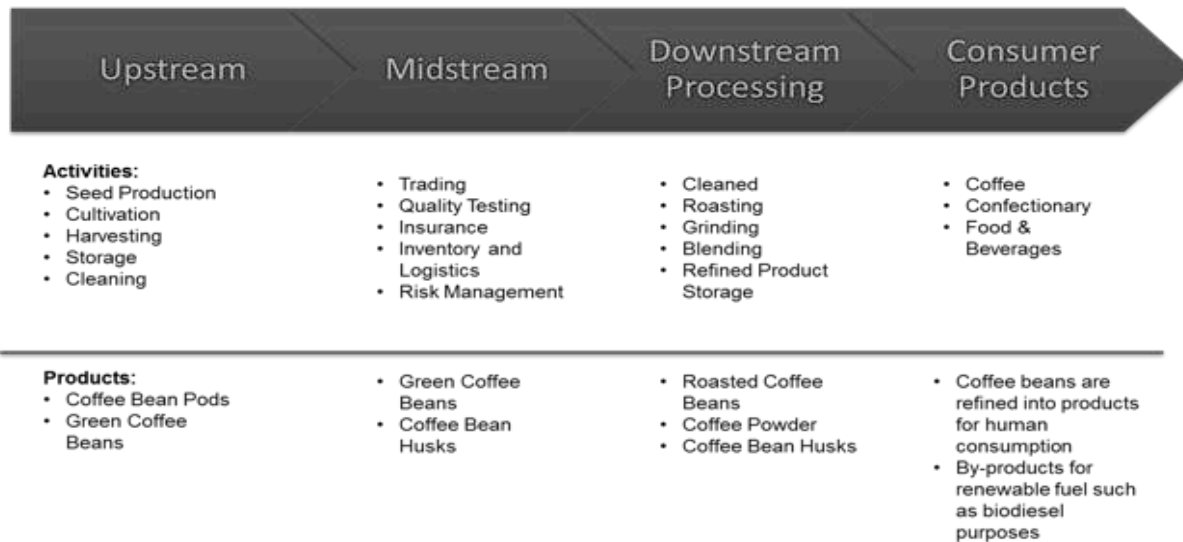 Upstream
Midstream
Downstream
Processing
Consumer
Products
Activities:
• Seed Production
• Cultivation
• Harvesting
• Storage
• Cleaning
• Trading
• Quality Testing
• Insurance
• Inventory and
Logistics
• Risk Management
• Cleaned
• Roasting
• Grinding
• Blending
• Refined Product
Storage
• Coffee
• Confectionary
• Food &
Beverages
Products:
• Coffee Bean Pods
• Green Coffee
Beans
• Green Coffee
Beans
• Coffee Bean
Husks
• Roasted Coffee
Beans
• Coffee Powder
• Coffee Bean Husks
• Coffee beans are
refined into products
for human
consumption
• By-products for
renewable fuel such
as biodiesel
purposes